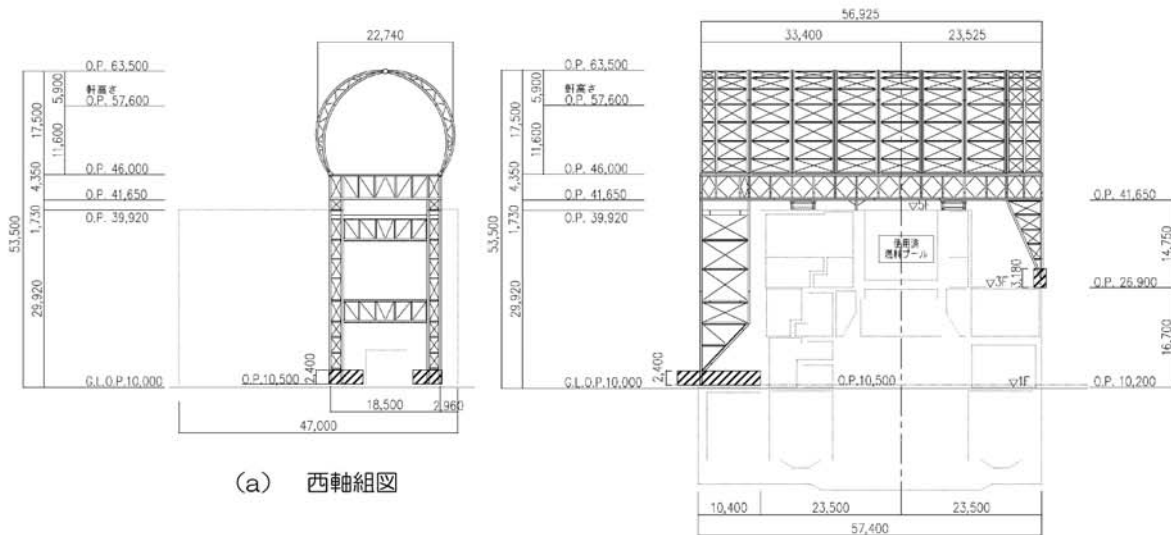 22,740
O.P. 63,500
軒高さ
O.P. 57,600
O.P. 46,000
O.P. 41,650
O.P. 39,920
G.L.O.P.10,000
53,500
17,500
4,350
1,730
29,920
5,900
11,600
2,400
O.P.10,500
18,500
2,960
47,000
(a) 西軸組図
56,925
33,400
23,525
O.P. 63,500
軒高さ
O.P. 57,600
O.P. 46,000
O.P. 41,650
O.P. 39,920
G.L.O.P.10,000
53,500
17,500
4,350
1,730
29,920
5,900
11,600
2,400
▽5F
使用済
燃料プール
▽3F
3,180
O.P.10,500
▽1F
O.P. 41,650
14,750
O.P. 26,900
16,700
O.P. 10,200
10,400
23,500
23,500
57,400